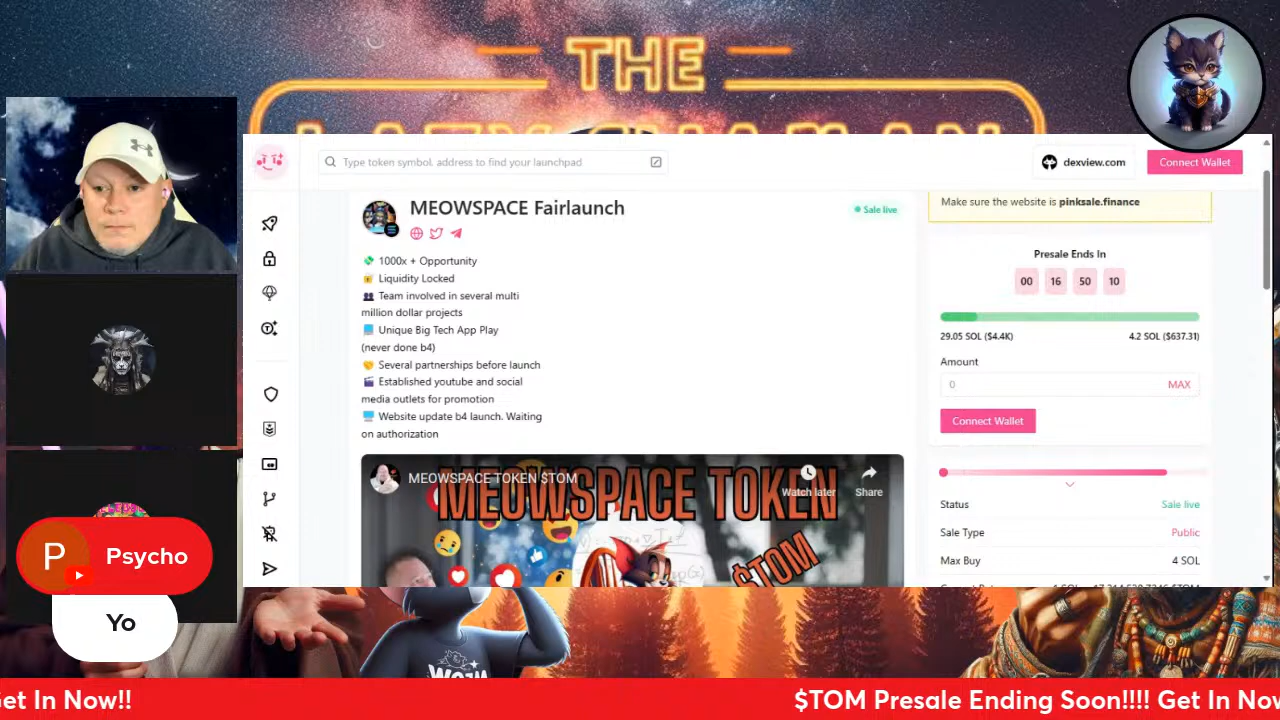 THE
LAZY SHAMAN
Type token symbol, address to find your launchpad
dexview.com
Connect Wallet
MEOWSPACE Fairlaunch
Sale live
Make sure the website is pinksale.finance
💸 1000x + Opportunity
🔐 Liquidity Locked
👥 Team involved in several multi
million dollar projects
💻 Unique Big Tech App Play
(never done b4)
🤝 Several partnerships before launch
🎬 Established youtube and social
media outlets for promotion
🖥️ Website update b4 launch. Waiting
on authorization
Presale Ends In
00 16 50 10
29.05 SOL ($4.4K)
4.2 SOL ($637.31)
Amount
0
MAX
Connect Wallet
MEOWSPACE TOKEN $TOM
Watch later
Share
MEOWSPACE TOKEN
$TOM
Status
Sale live
Sale Type
Public
Max Buy
4 SOL
P
Psycho
Yo
et In Now!!
$TOM Presale Ending Soon!!!! Get In Now